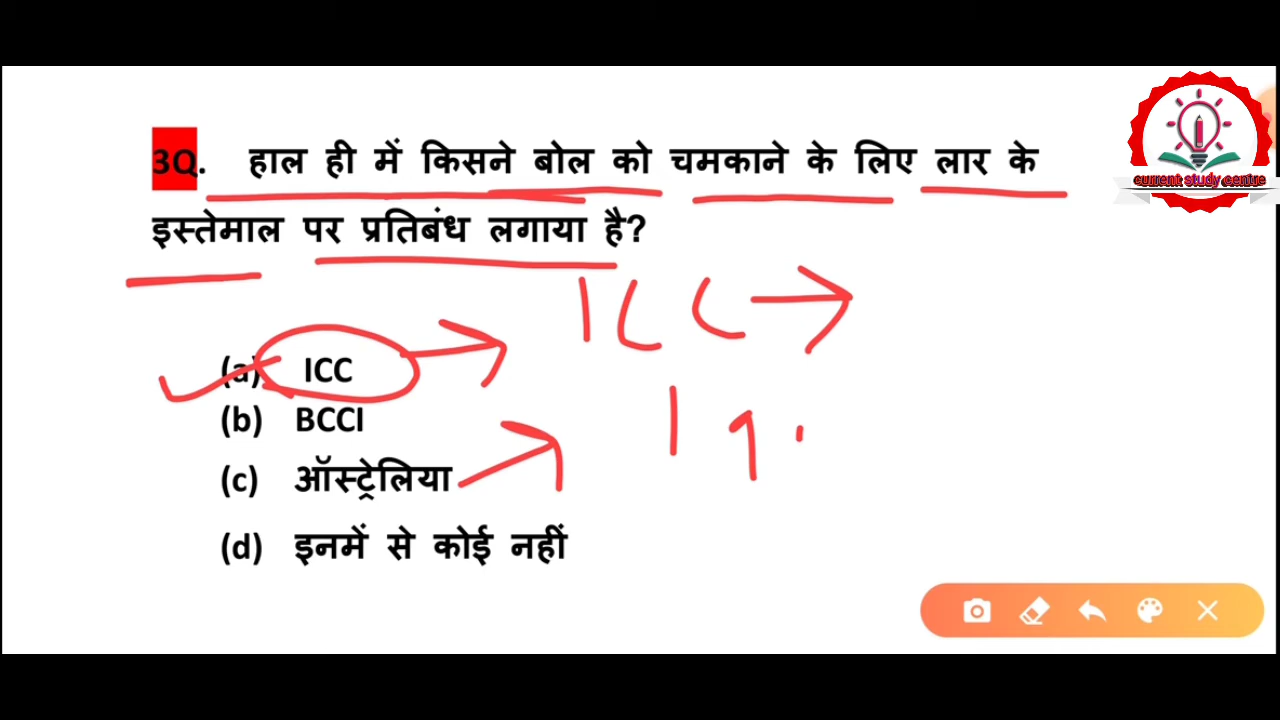 3Q. हाल ही में किसने बोल को चमकाने के लिए लार के
इस्तेमाल पर प्रतिबंध लगाया है?
ICC
(a) ICC
(b) BCCI
(c) ऑस्ट्रेलिया
(d) इनमें से कोई नहीं
current study centre